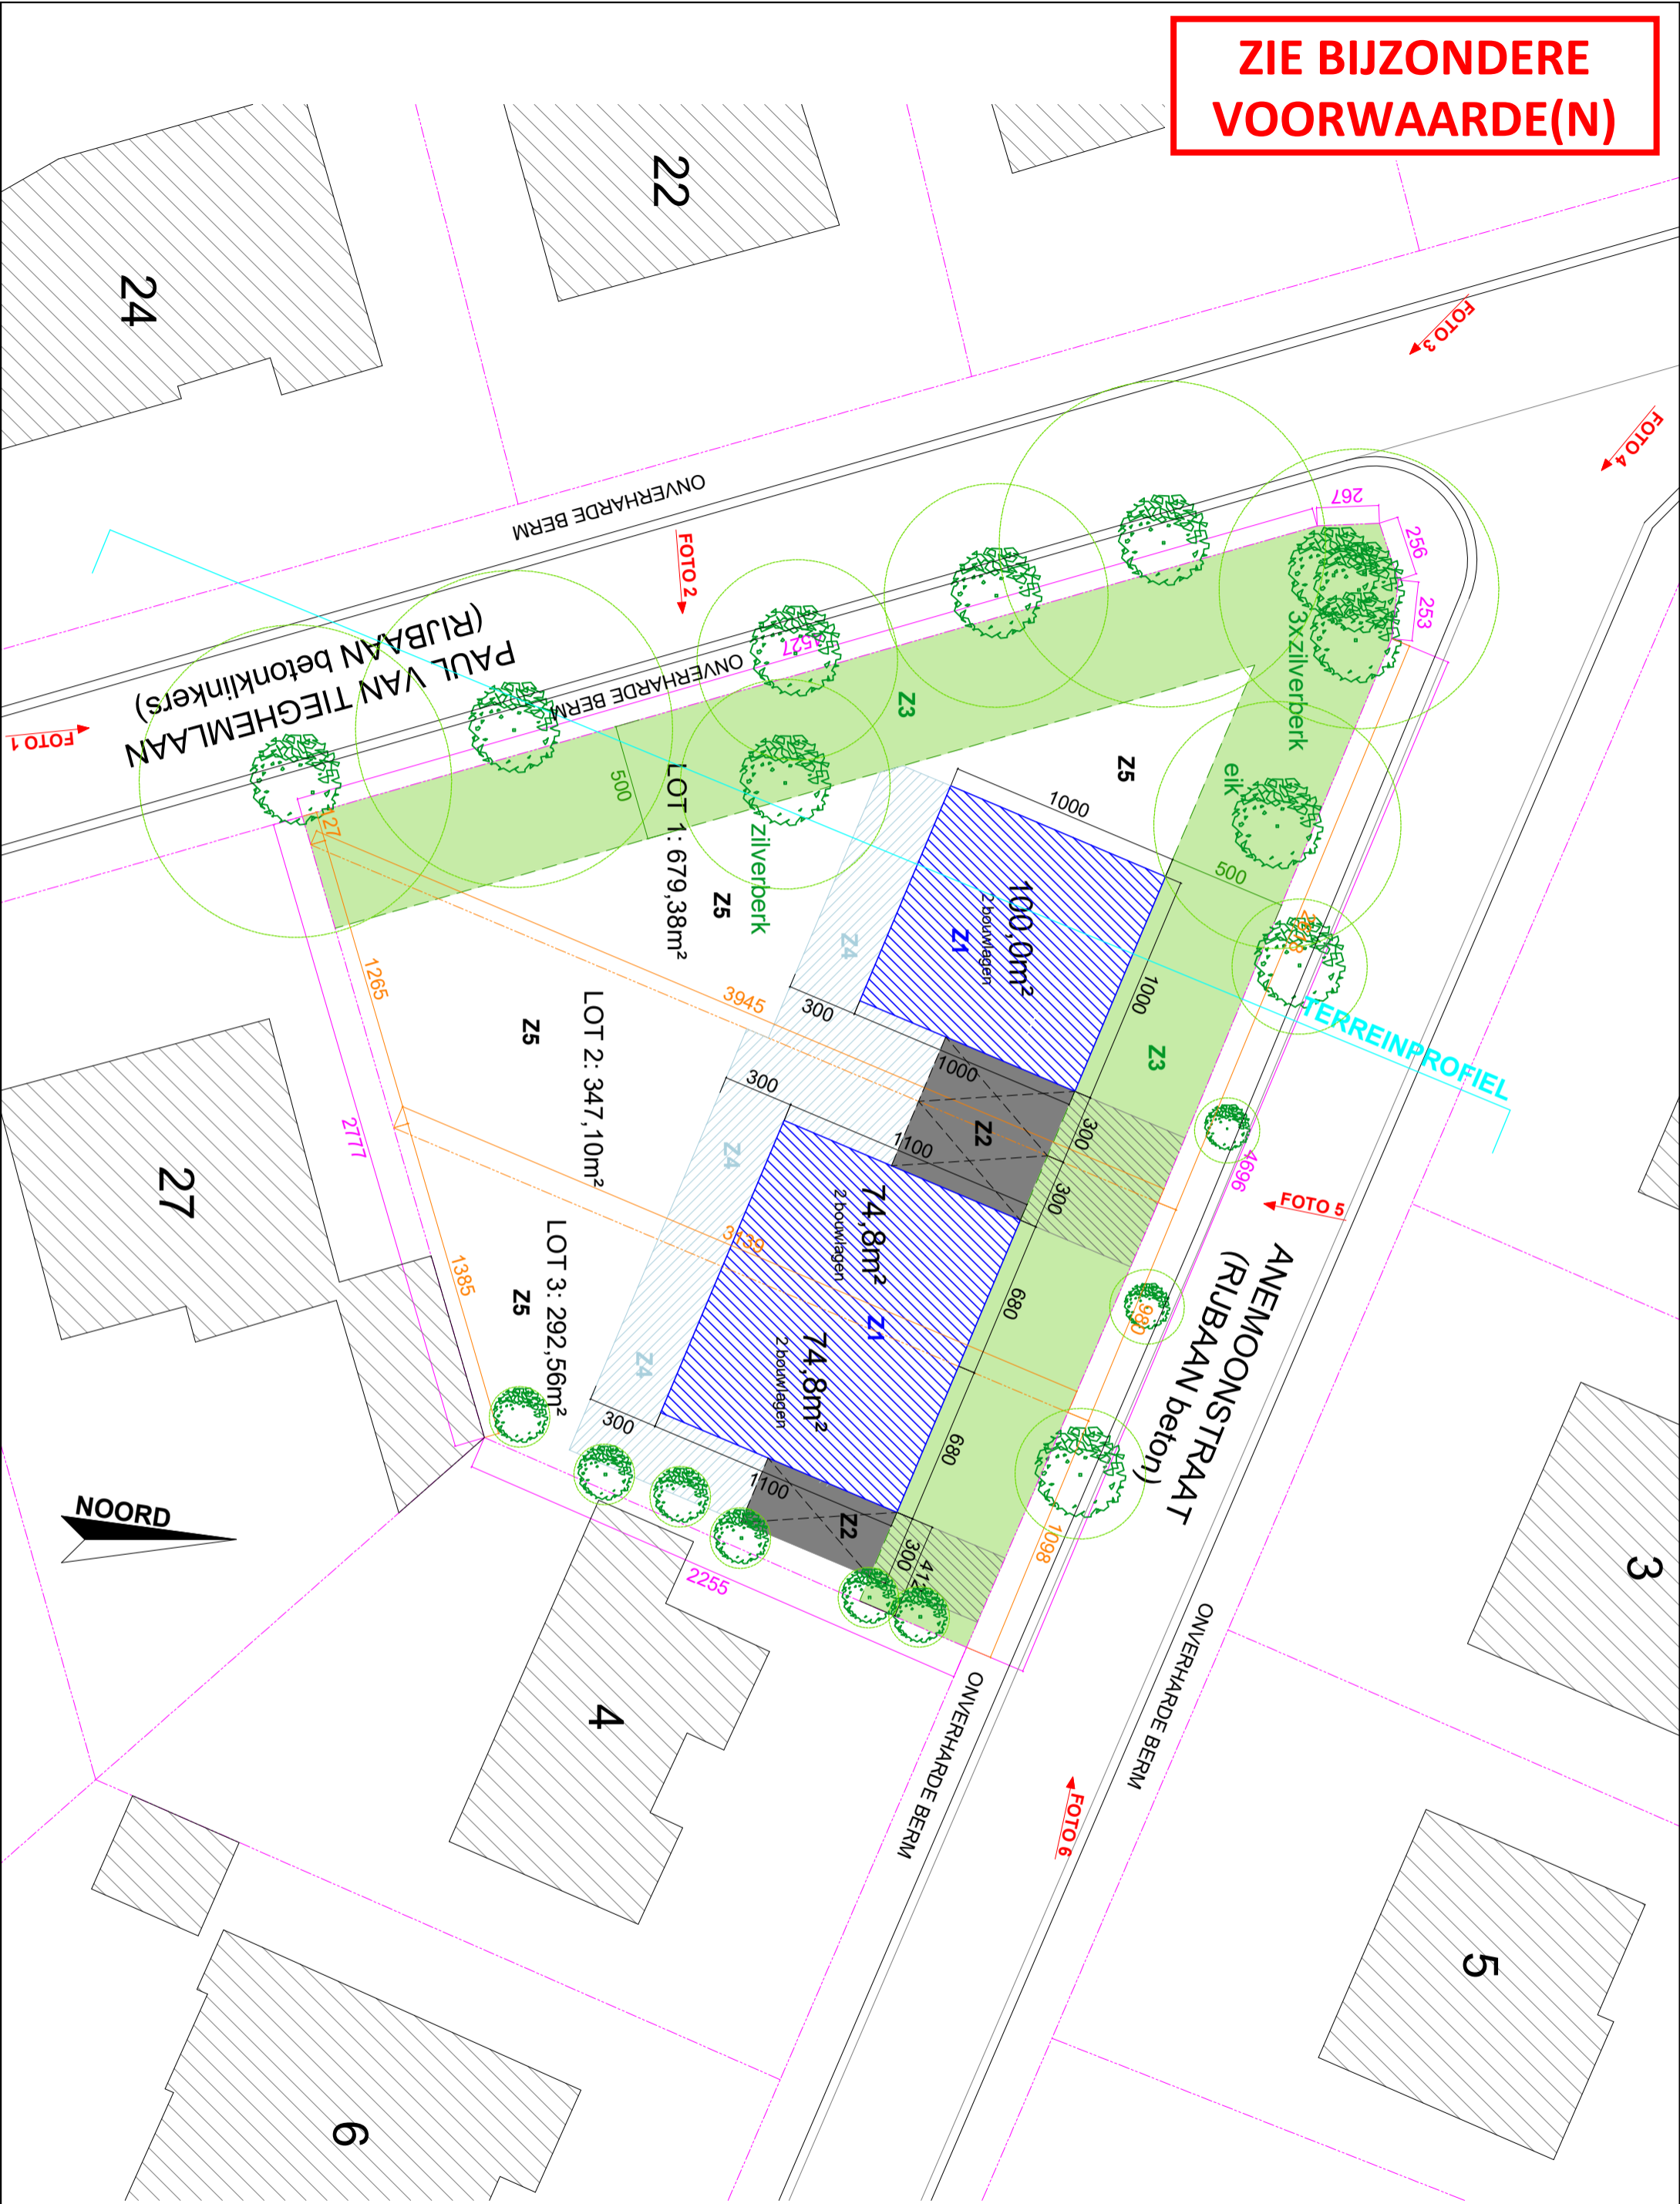 ZIE BIJZONDERE
VOORWAARDE(N)
22
24
FOTO 3
FOTO 4
ONVERHARDE BERM
FOTO 2
267
256
253
3xzilverberk
PAUL VAN TIEGHEMLAAN
(RIJBAAN betonklinkers)
ONVERHARDE BERM
FOTO 1
Z3
500
zilverberk
eik
Z5
1000
500
127
LOT 1: 679,38m²
Z5
100,0m²
2 bouwlagen
Z1
Z4
1000
3945
300
1265
Z5
LOT 2: 347,10m²
TERREINPROFIEL
Z3
1000
Z2
300
300
1100
300
Z4
4696
FOTO 5
27
2777
74,8m²
2 bouwlagen
3139
Z1
680
980
ANEMOONSTRAAT
(RIJBAAN beton)
1385
Z5
LOT 3: 292,56m²
74,8m²
2 bouwlagen
Z4
300
680
1100
Z2
300
1098
2255
NOORD
3
4
ONVERHARDE BERM
ONVERHARDE BERM
FOTO 6
5
6